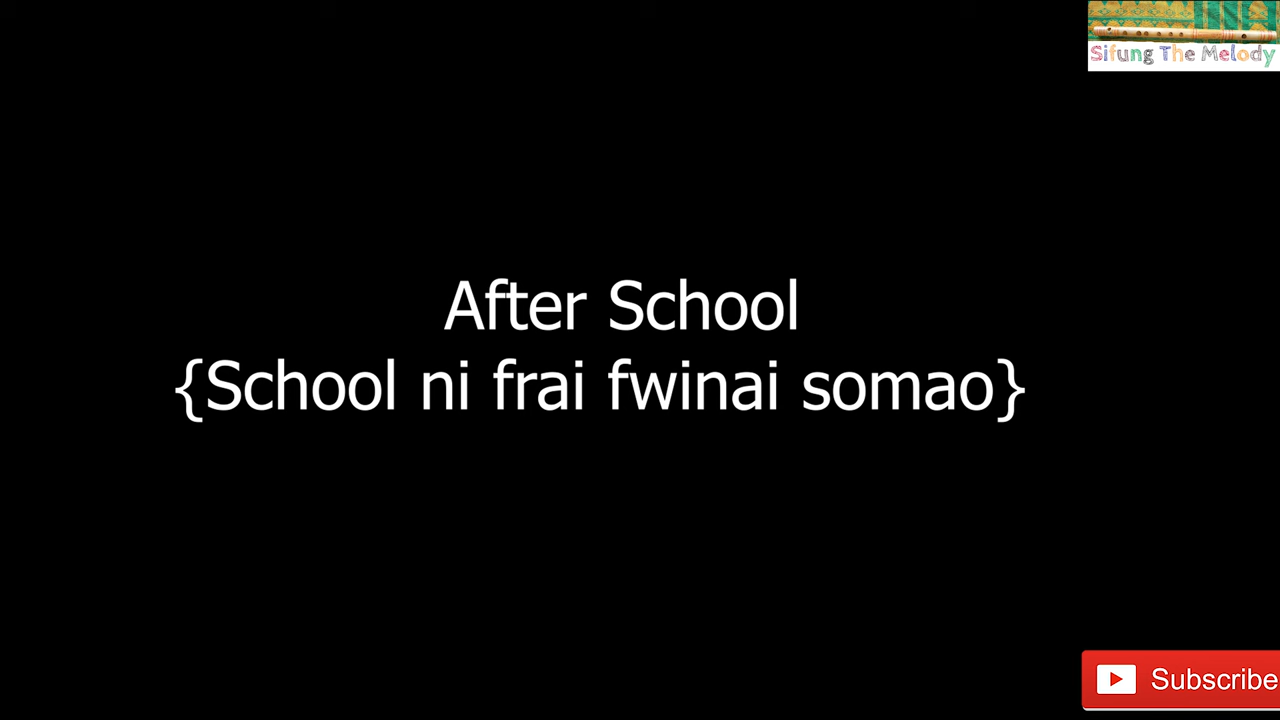 Sifung The Melody
After School
{School ni frai fwinai somao}
Subscribe